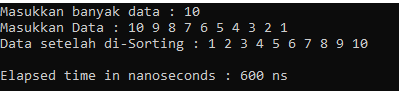 Masukkan banyak data : 10
Masukkan Data : 10 9 8 7 6 5 4 3 2 1
Data setelah di-Sorting : 1 2 3 4 5 6 7 8 9 10
Elapsed time in nanoseconds : 600 ns